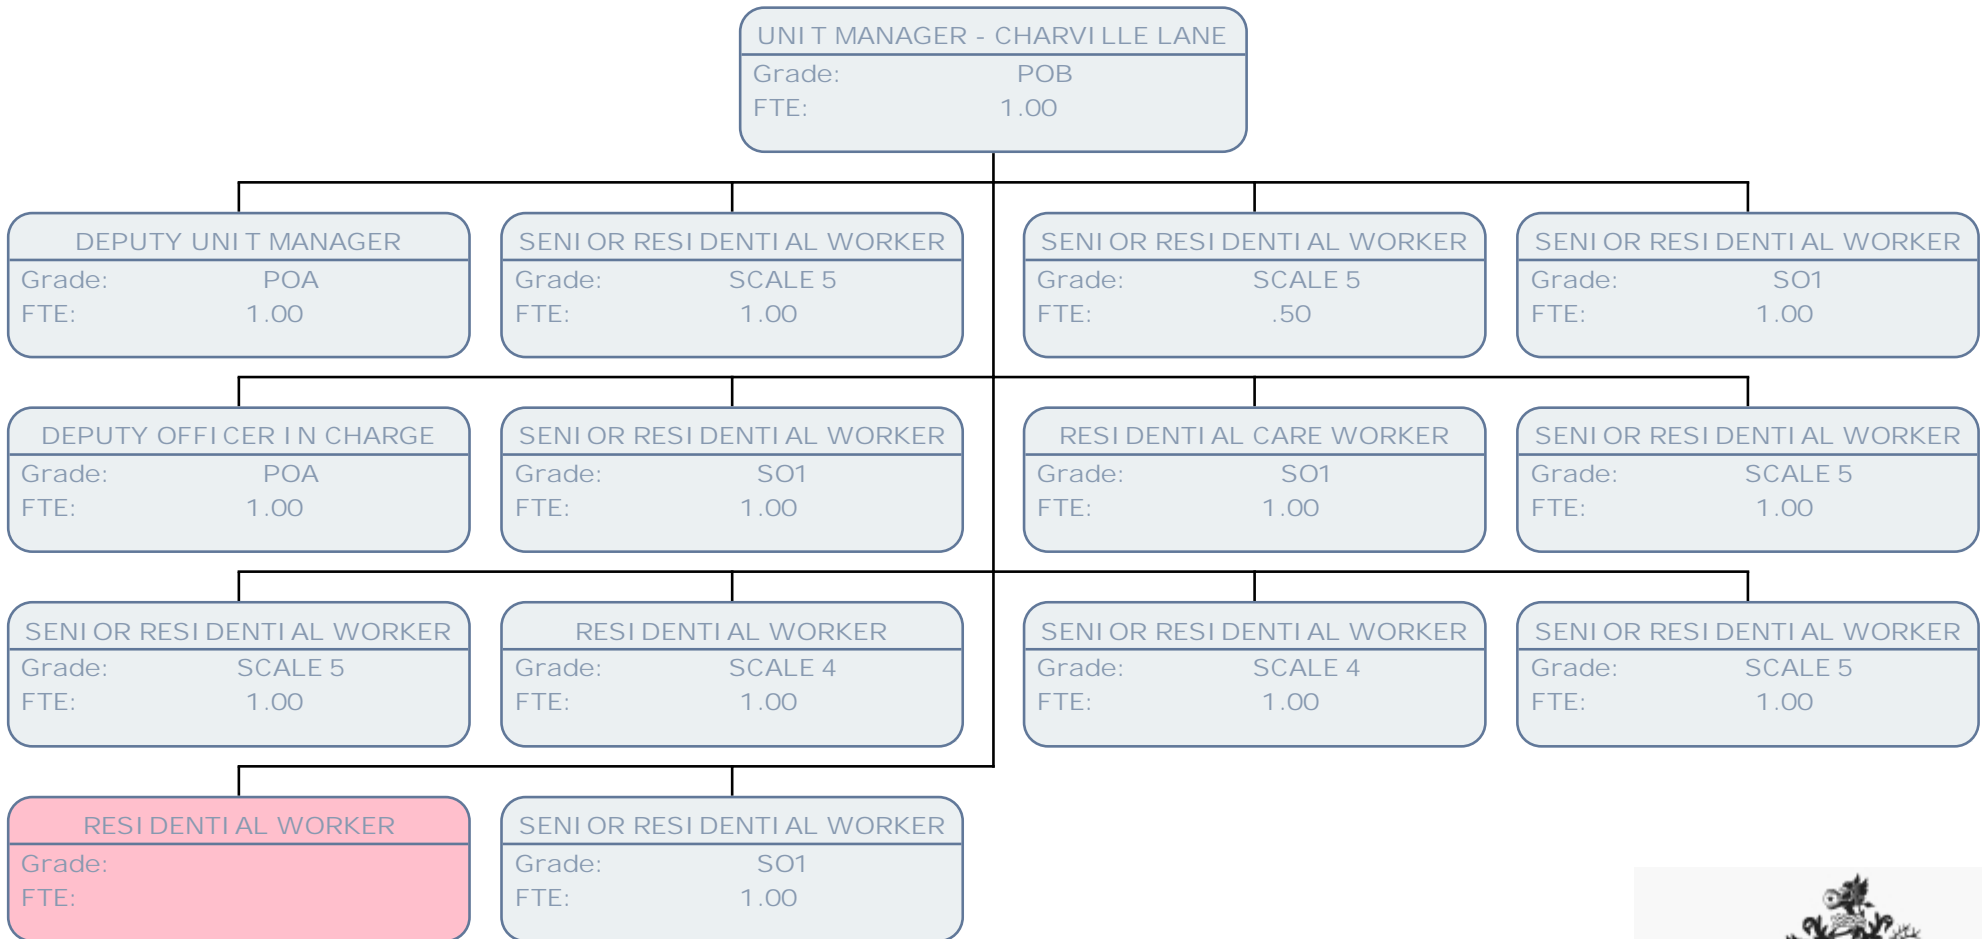 UNIT MANAGER - CHARVILLE LANE
Grade: POB
FTE: 1.00
DEPUTY UNIT MANAGER
Grade: POA
FTE: 1.00
SENIOR RESIDENTIAL WORKER
Grade: SCALE 5
FTE: 1.00
SENIOR RESIDENTIAL WORKER
Grade: SCALE 5
FTE: .50
SENIOR RESIDENTIAL WORKER
Grade: SO1
FTE: 1.00
DEPUTY OFFICER IN CHARGE
Grade: POA
FTE: 1.00
SENIOR RESIDENTIAL WORKER
Grade: SO1
FTE: 1.00
RESIDENTIAL CARE WORKER
Grade: SO1
FTE: 1.00
SENIOR RESIDENTIAL WORKER
Grade: SCALE 5
FTE: 1.00
SENIOR RESIDENTIAL WORKER
Grade: SCALE 5
FTE: 1.00
RESIDENTIAL WORKER
Grade: SCALE 4
FTE: 1.00
SENIOR RESIDENTIAL WORKER
Grade: SCALE 4
FTE: 1.00
SENIOR RESIDENTIAL WORKER
Grade: SCALE 5
FTE: 1.00
RESIDENTIAL WORKER
Grade:
FTE:
SENIOR RESIDENTIAL WORKER
Grade: SO1
FTE: 1.00